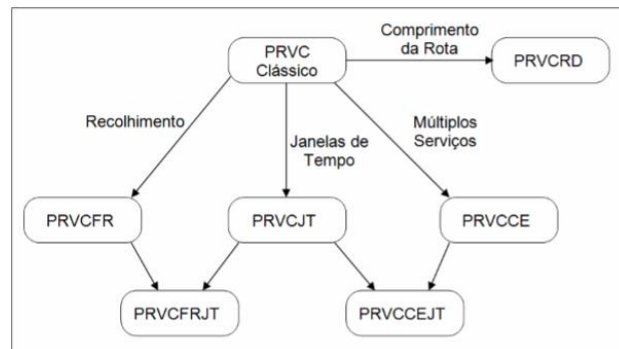 PRVC
Clássico
Comprimento
da Rota
PRVCRD
Recolhimento
Janelas de
Tempo
Múltiplos
Serviços
PRVCFR
PRVCJT
PRVCCE
PRVCFRJT
PRVCCEJT